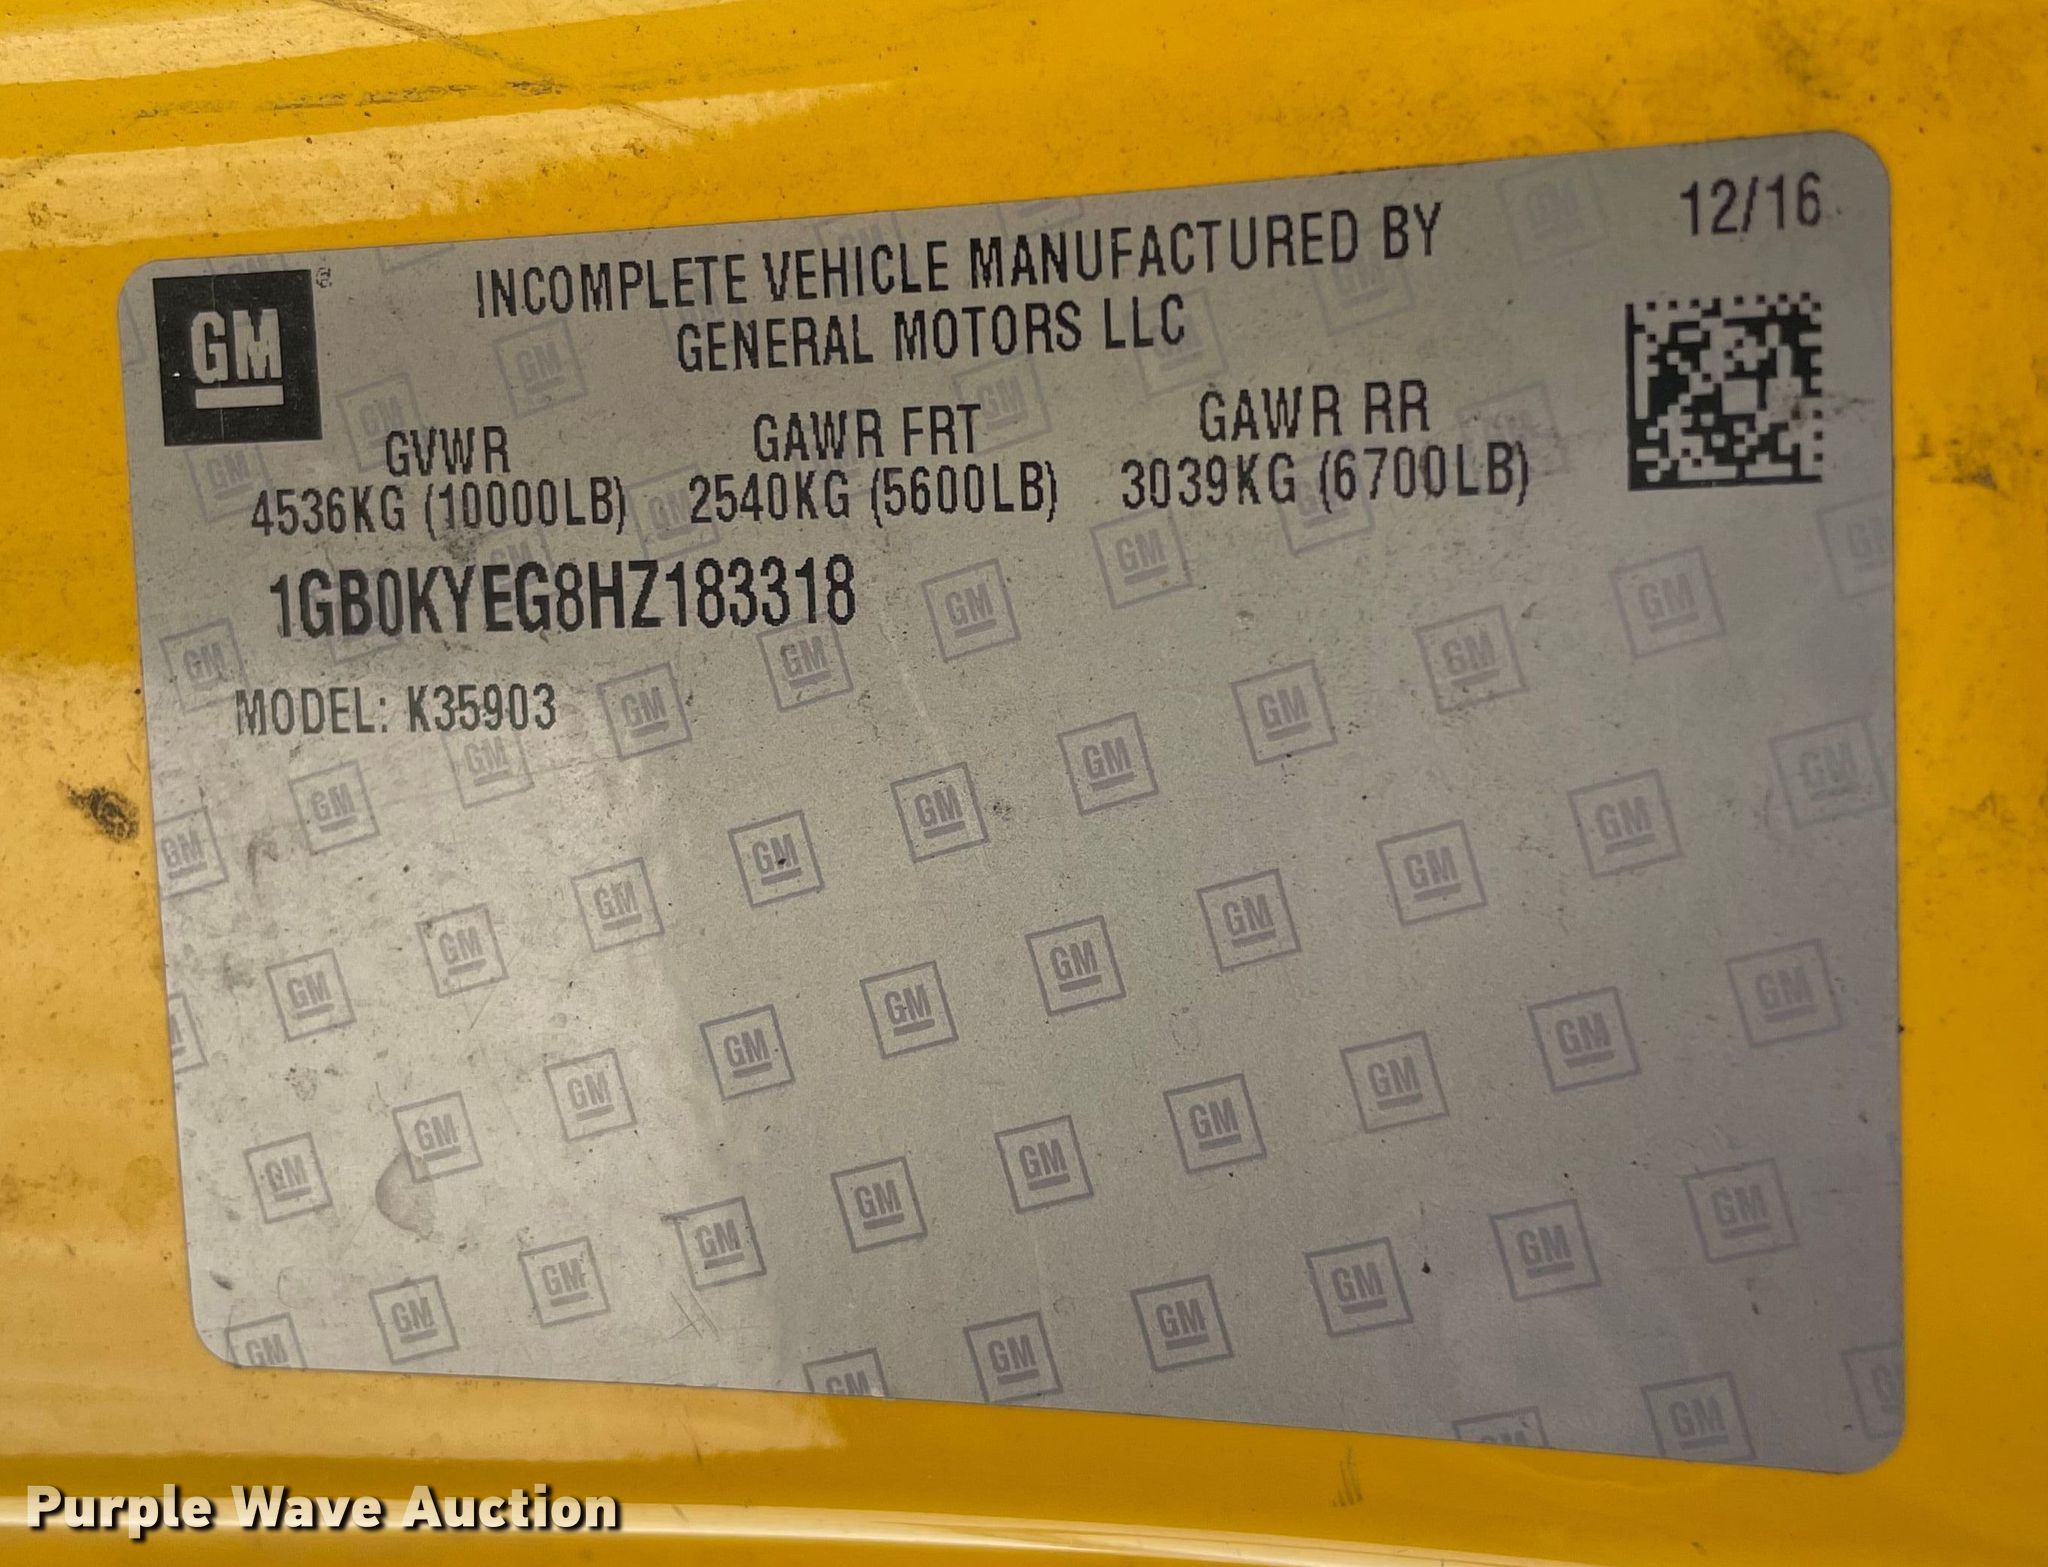 GM ®
INCOMPLETE VEHICLE MANUFACTURED BY
GENERAL MOTORS LLC
12/16
GVWR GAWR FRT GAWR RR
4536KG (10000LB) 2540KG (5600LB) 3039KG (6700LB)
1GB0KYEG8HZ183318
MODEL: K35903
Purple Wave Auction